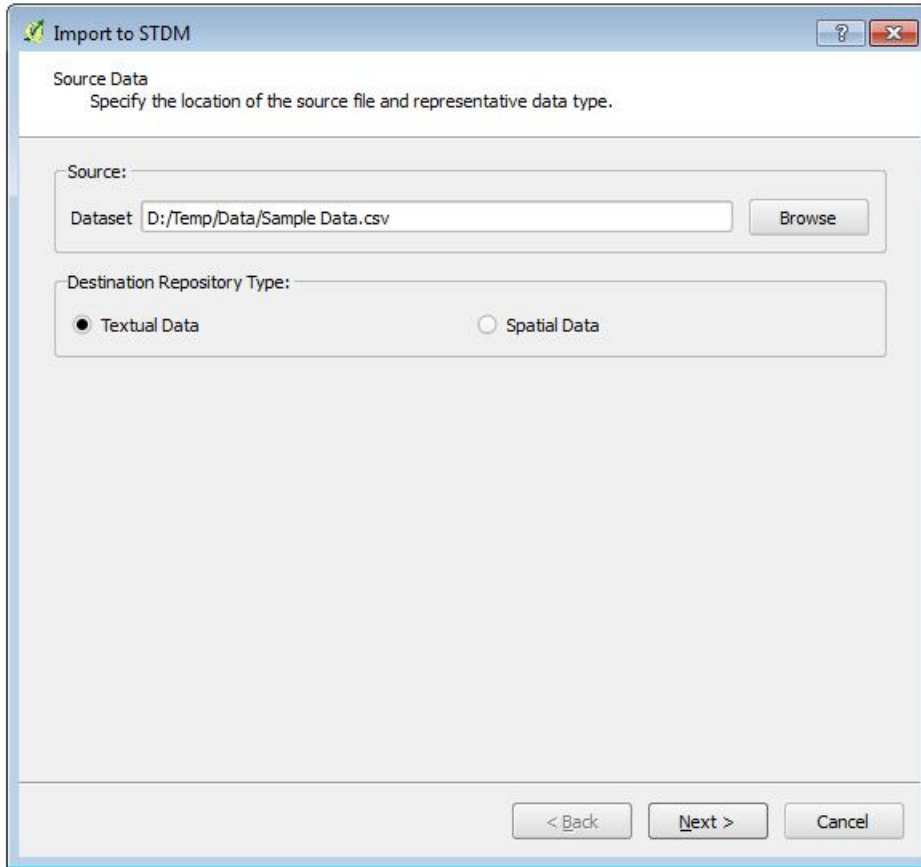 Import to STDM
?
Source Data
Specify the location of the source file and representative data type.
Source:
Dataset D:/Temp/Data/Sample Data.csv Browse
Destination Repository Type:
Textual Data Spatial Data
< Back Next > Cancel